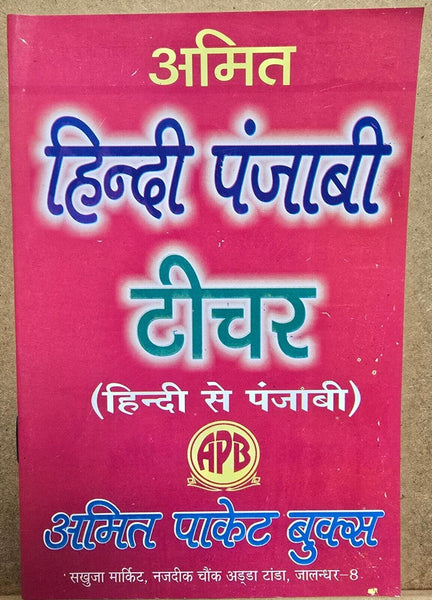 अमित
हिन्दी पंजाबी
टीचर
(हिन्दी से पंजाबी)
APB
अमित पाकेट बुक्स
सखुजा मार्किट, नजदीक चौंक अड्डा टांडा, जालन्धर-8